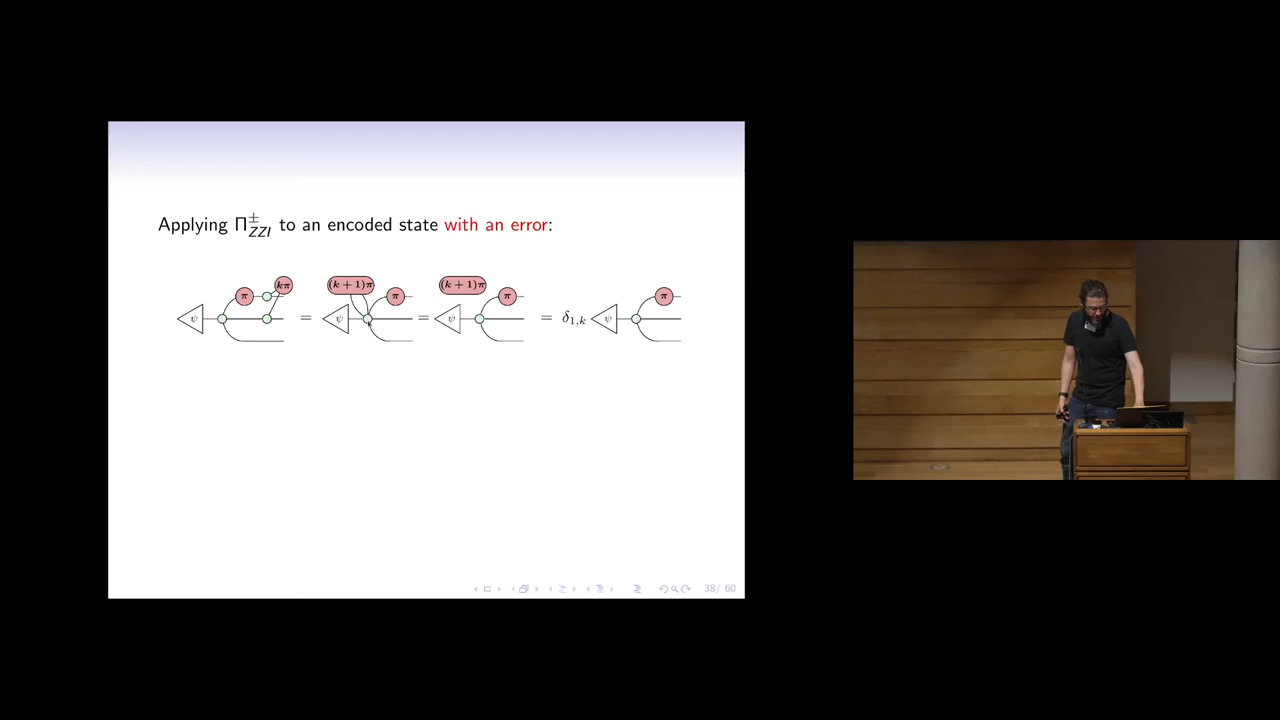 Applying Π±ZZI to an encoded state with an error:
π kπ (k + 1)π π (k + 1)π π π
ψ = ψ = ψ = δ1,k ψ
38/ 60